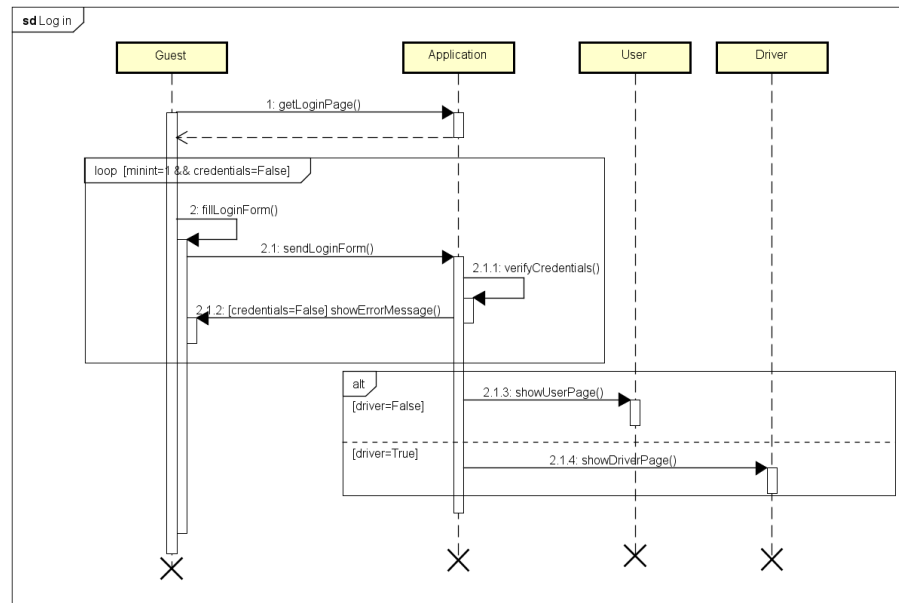 sd Log in
Guest
Application
User
Driver
1: getLoginPage()
loop [minint=1 && credentials=False]
2: fillLoginForm()
2.1: sendLoginForm()
2.1.1: verifyCredentials()
2.1.2: [credentials=False] showErrorMessage()
alt
2.1.3: showUserPage()
[driver=False]
[driver=True]
2.1.4: showDriverPage()